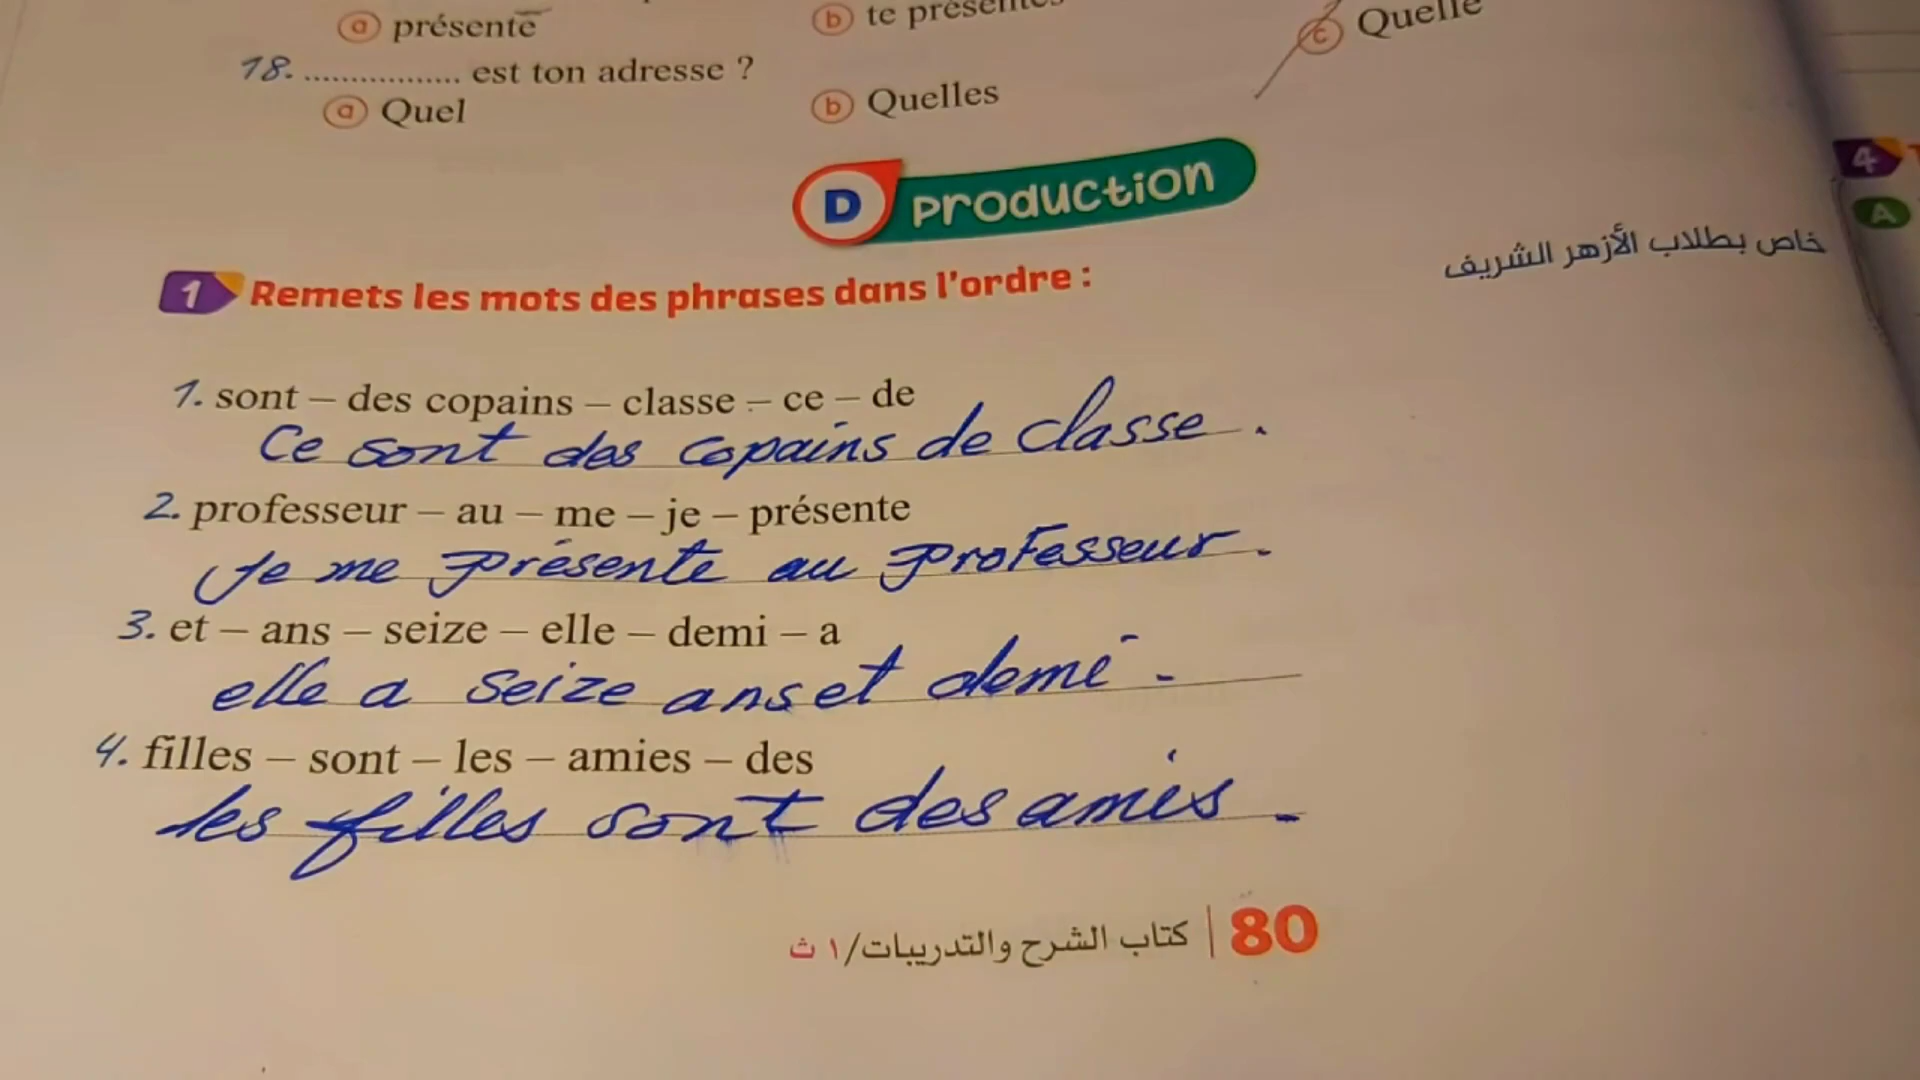 a présente
b te présentes
c Quelle
18. ................. est ton adresse ?
a Quel
b Quelles
D Production
4
A
خاص بطلاب الأزهر الشريف
1 Remets les mots des phrases dans l'ordre :
1. sont – des copains – classe – ce – de
Ce sont des copains de classe.
2. professeur – au – me – je – présente
Je me présente au professeur.
3. et – ans – seize – elle – demi – a
elle a seize ans et demi.
4. filles – sont – les – amies – des
les filles sont des amis.
80 | كتاب الشرح والتدريبات/١ ث